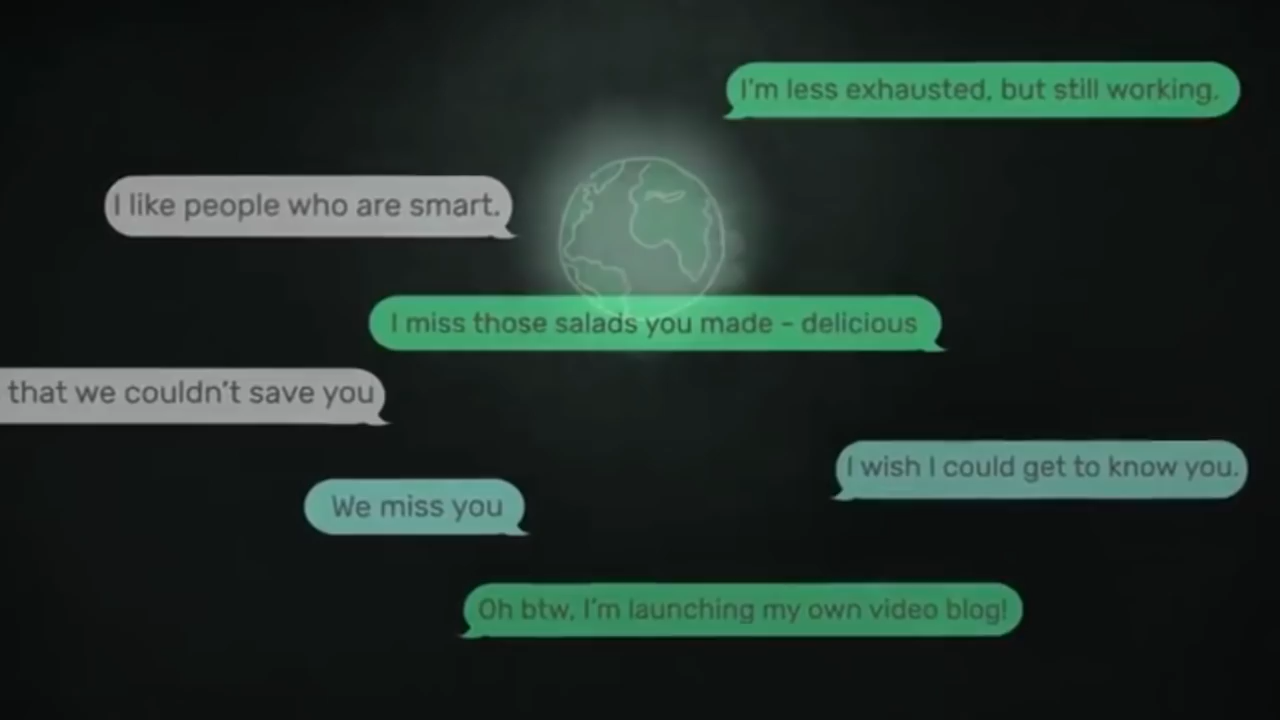 I'm less exhausted, but still working.
I like people who are smart.
I miss those salads you made - delicious
that we couldn't save you
I wish I could get to know you.
We miss you
Oh btw, I'm launching my own video blog!